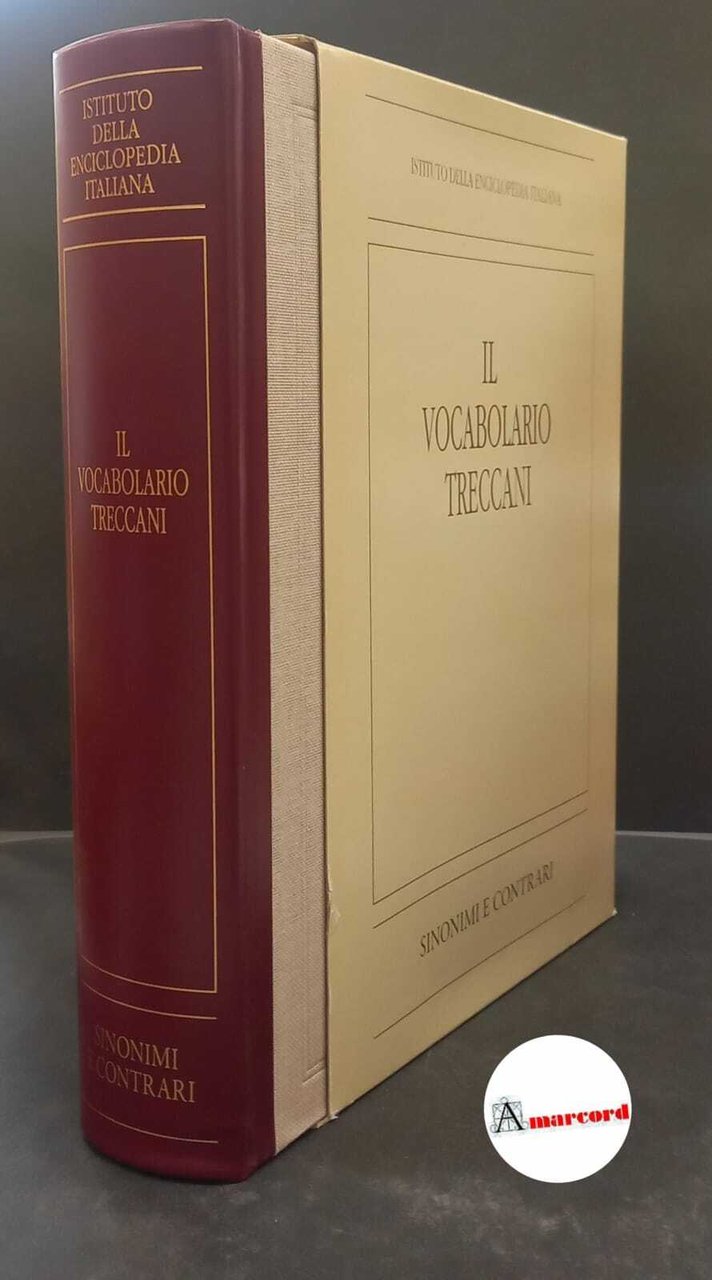 ISTITUTO
DELLA
ENCICLOPEDIA
ITALIANA
IL
VOCABOLARIO
TRECCANI
SINONIMI
E CONTRARI
ISTITUTO DELLA ENCICLOPEDIA ITALIANA
IL
VOCABOLARIO
TRECCANI
SINONIMI E CONTRARI
Amarcord